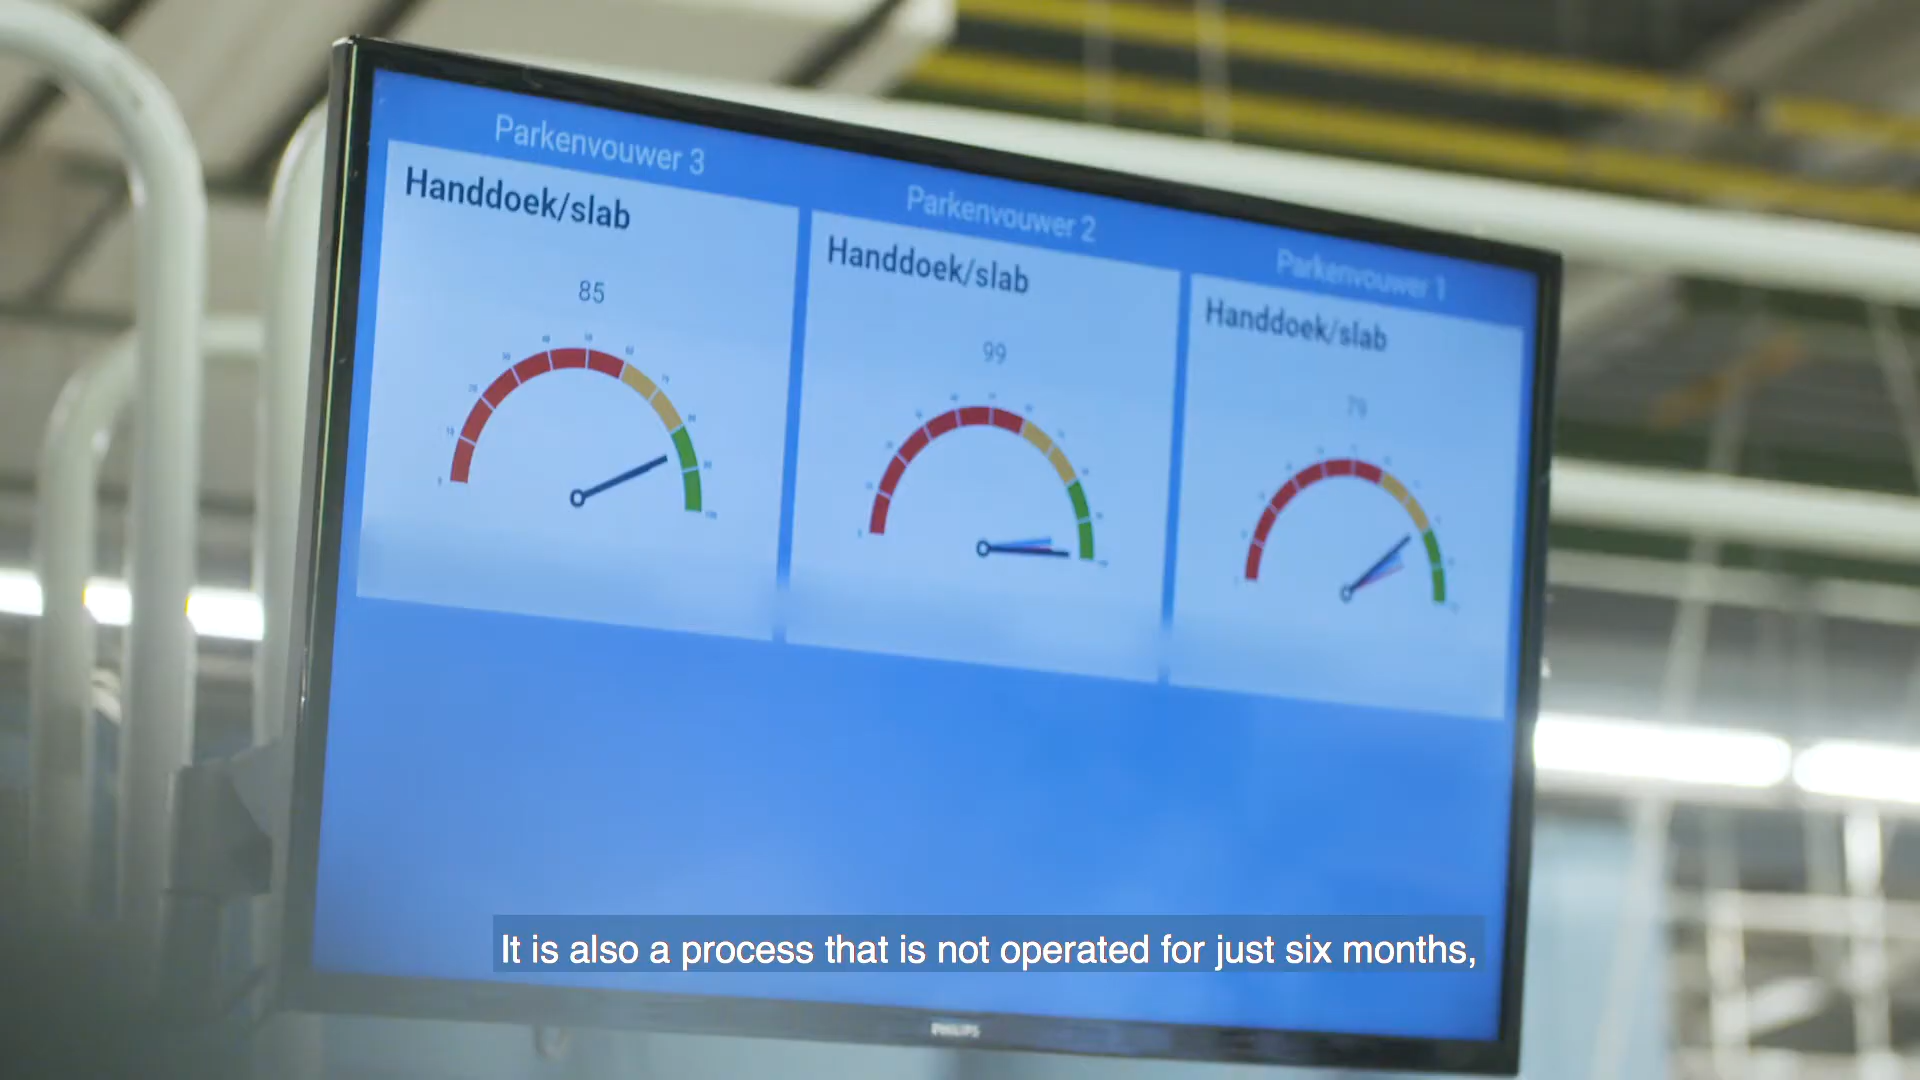 Parkenvouwer 3
Handdoek/slab
85
Parkenvouwer 2
Handdoek/slab
99
Parkenvouwer 1
Handdoek/slab
79
It is also a process that is not operated for just six months,
PHILIPS